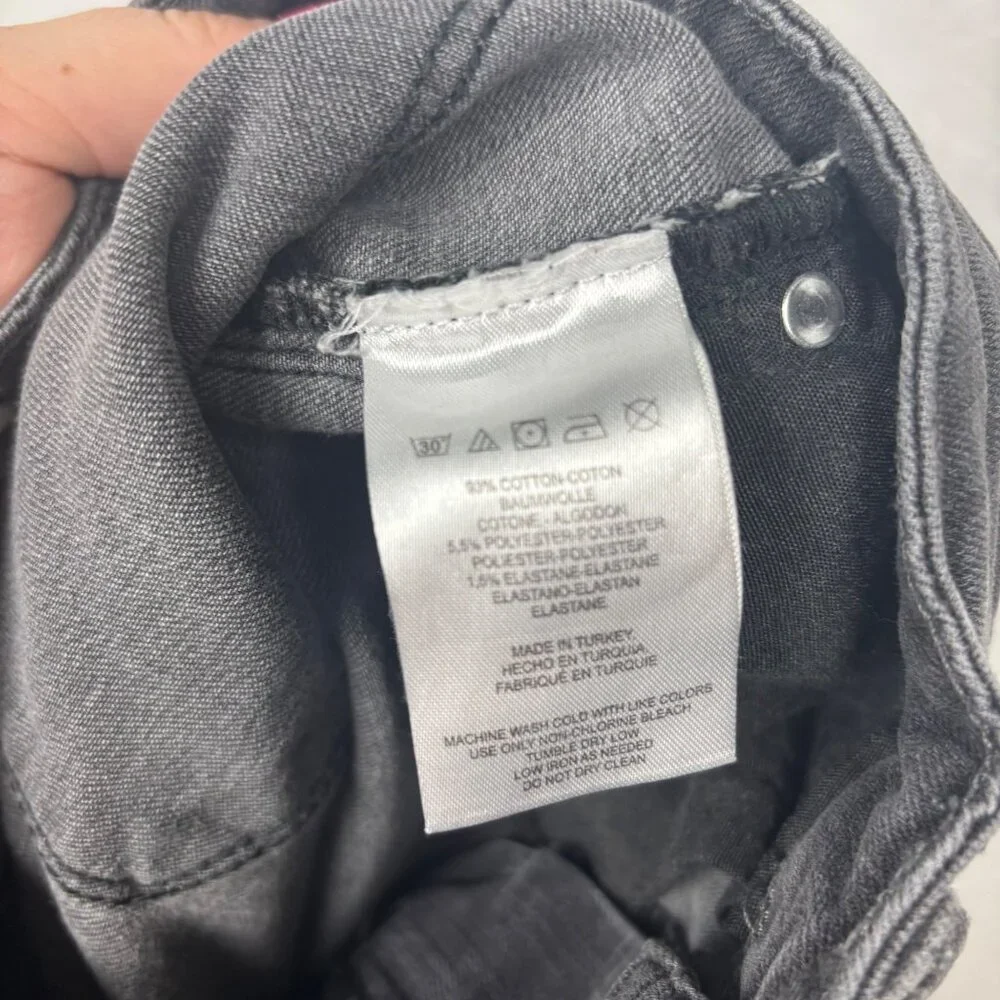 30°
93% COTTON-COTON
BAUMWOLLE
COTONE - ALGODON
5,5% POLYESTER-POLYESTER
POLIESTER-POLYESTER
1,5% ELASTANE-ELASTANE
ELASTANO-ELASTAN
ELASTANE
MADE IN TURKEY.
HECHO EN TURQUIA
FABRIQUÉ EN TURQUIE
MACHINE WASH COLD WITH LIKE COLORS
USE ONLY NON-CHLORINE BLEACH
TUMBLE DRY LOW
LOW IRON AS NEEDED
DO NOT DRY CLEAN